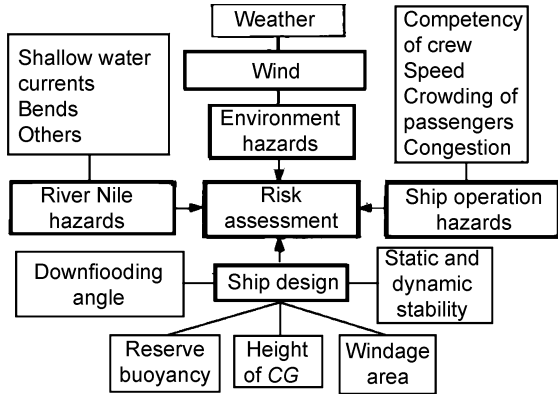 Weather
Wind
Environment
hazards
Shallow water
currents
Bends
Others
Competency
of crew
Speed
Crowding of
passengers
Congestion
River Nile
hazards
Risk
assessment
Ship operation
hazards
Downfiooding
angle
Ship design
Static and
dynamic
stability
Reserve
buoyancy
Height
of CG
Windage
area